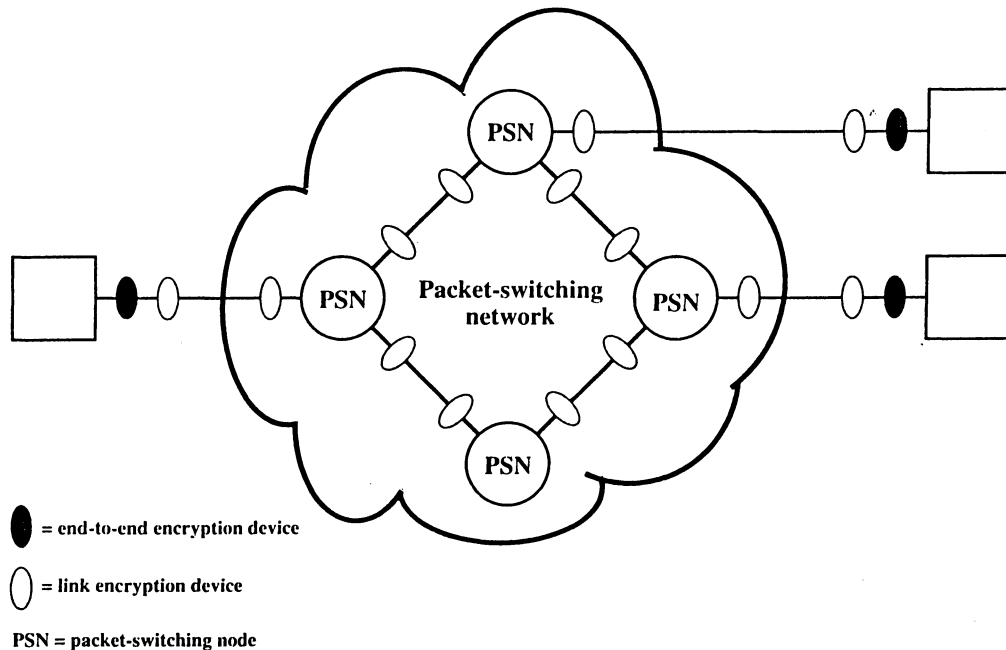 PSN
PSN
Packet-switching
network
PSN
PSN
= end-to-end encryption device
= link encryption device
PSN = packet-switching node